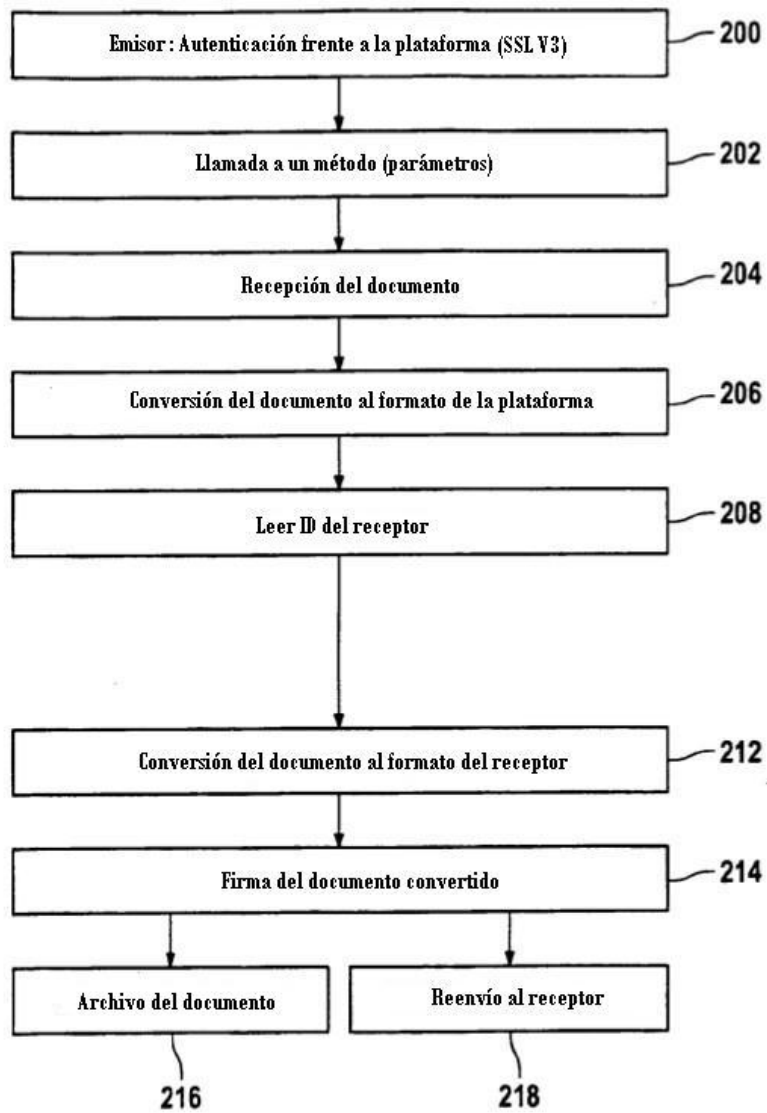 Emisor : Autenticación frente a la plataforma (SSL V3)
200
Llamada a un método (parámetros)
202
Recepción del documento
204
Conversión del documento al formato de la plataforma
206
Leer ID del receptor
208
Conversión del documento al formato del receptor
212
Firma del documento convertido
214
Archivo del documento
Reenvío al receptor
216
218